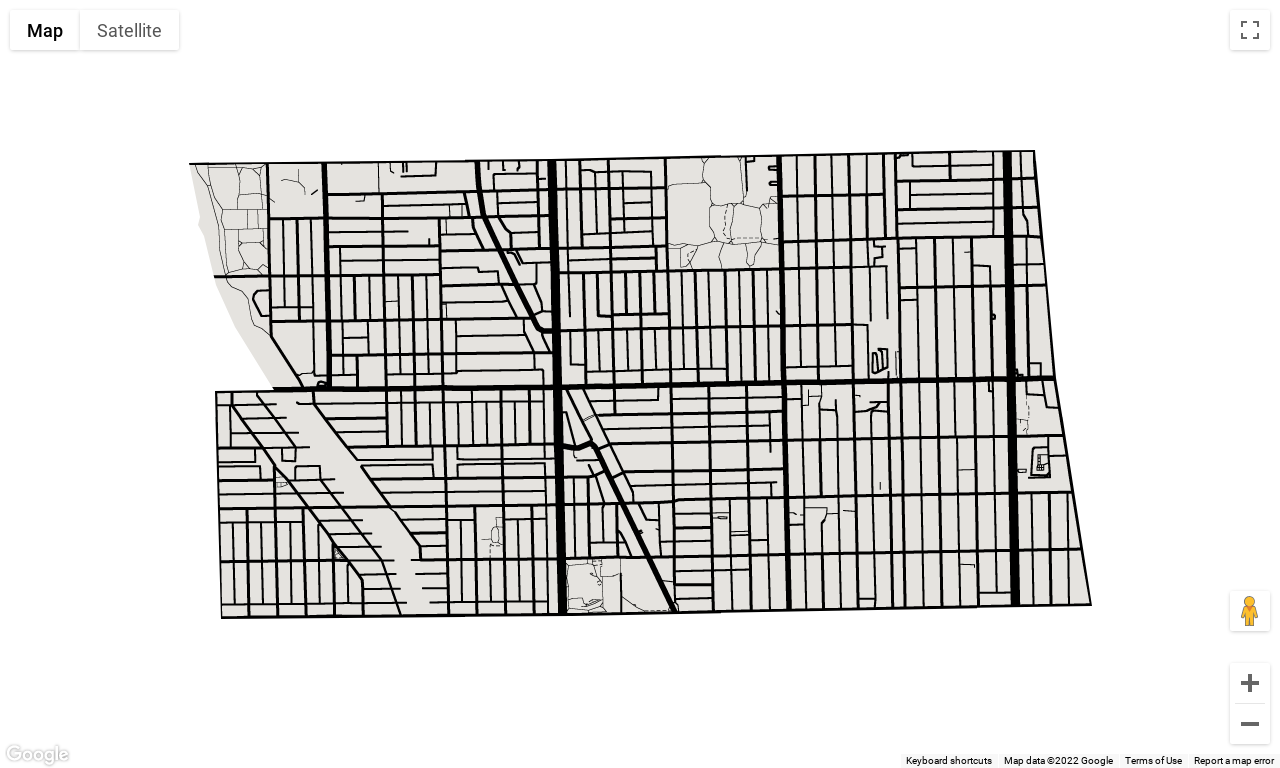 Map Satellite
Google
Keyboard shortcuts Map data ©2022 Google Terms of Use Report a map error